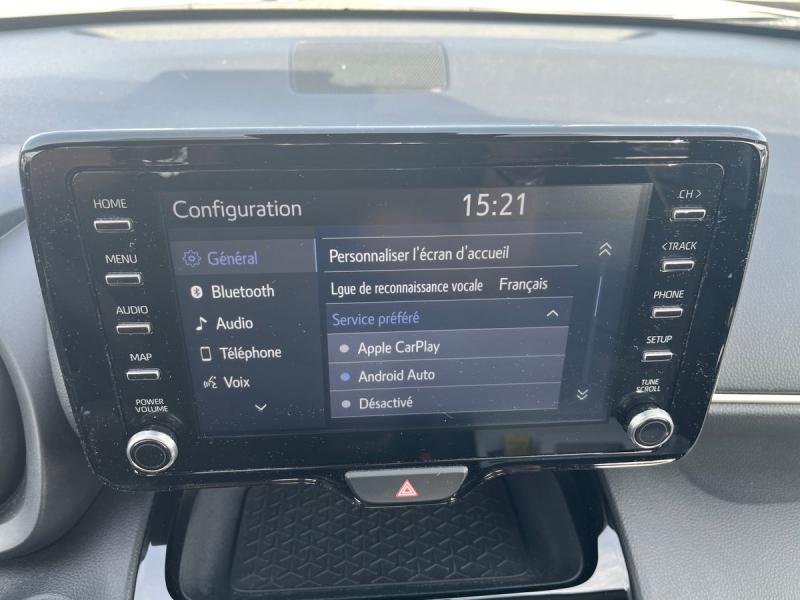 HOME
MENU
AUDIO
MAP
POWER
VOLUME
Configuration
15:21
Général
Bluetooth
Audio
Téléphone
Voix
Personnaliser l'écran d'accueil
Lgue de reconnaissance vocale Français
Service préféré
Apple CarPlay
Android Auto
Désactivé
CH >
< TRACK
PHONE
SETUP
TUNE
SCROLL